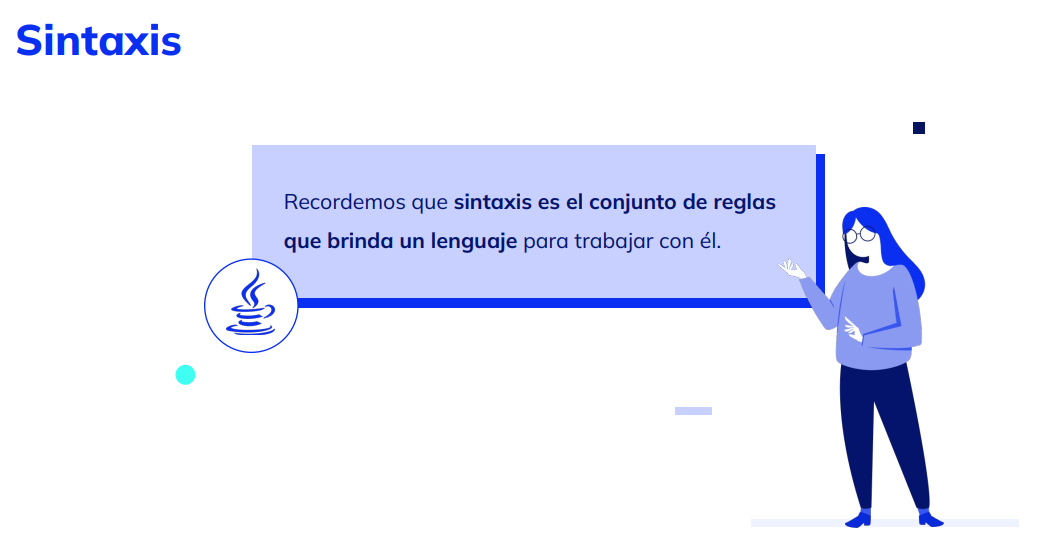 Sintaxis
Recordemos que sintaxis es el conjunto de reglas
que brinda un lenguaje para trabajar con él.